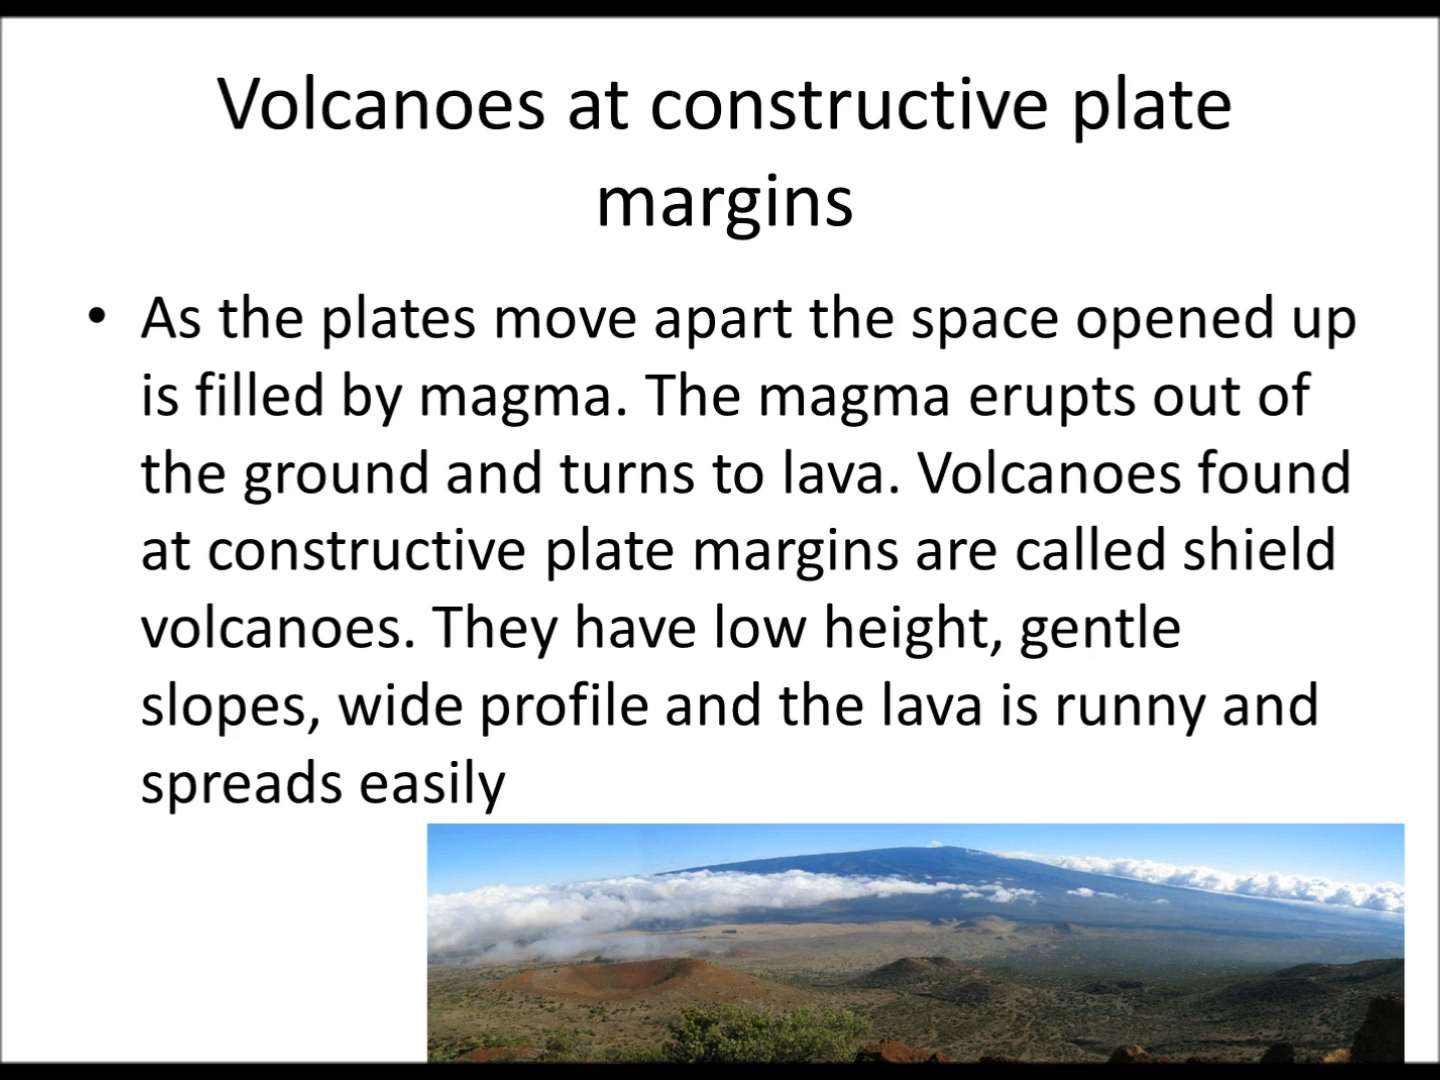 Volcanoes at constructive plate
margins
• As the plates move apart the space opened up
is filled by magma. The magma erupts out of
the ground and turns to lava. Volcanoes found
at constructive plate margins are called shield
volcanoes. They have low height, gentle
slopes, wide profile and the lava is runny and
spreads easily